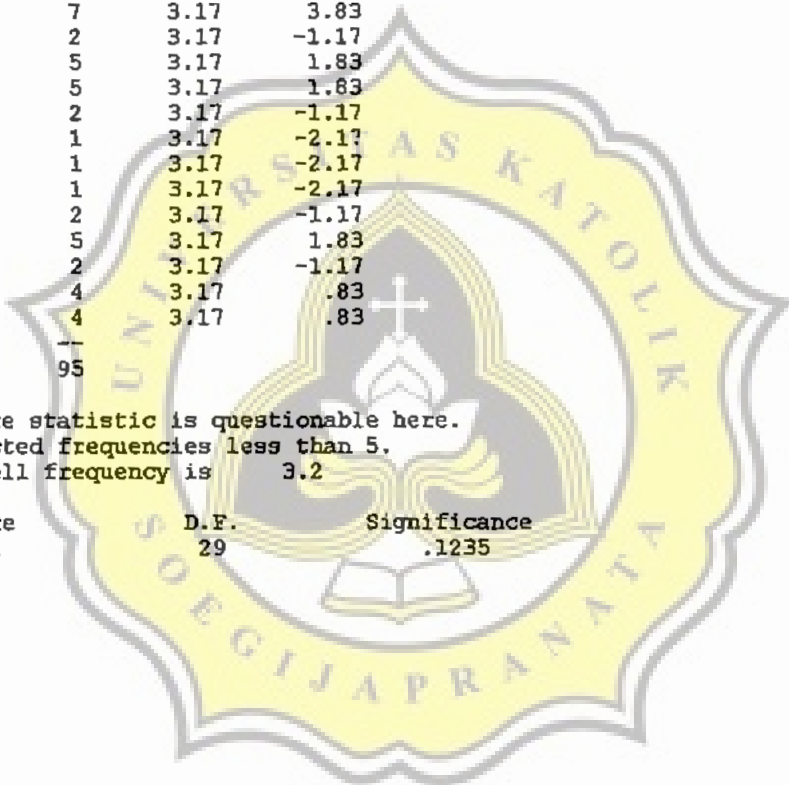 7 3.17 3.83
2 3.17 -1.17
5 3.17 1.83
5 3.17 1.83
2 3.17 -1.17
1 3.17 -2.17
1 3.17 -2.17
1 3.17 -2.17
2 3.17 -1.17
5 3.17 1.83
2 3.17 -1.17
4 3.17 .83
4 3.17 .83
--
95
statistic is questionable here.
frequencies less than 5.
frequency is 3.2
D.F. Significance
29 .1235
UNIVERSITAS KATOLIK
SOEGIJAPRANATA